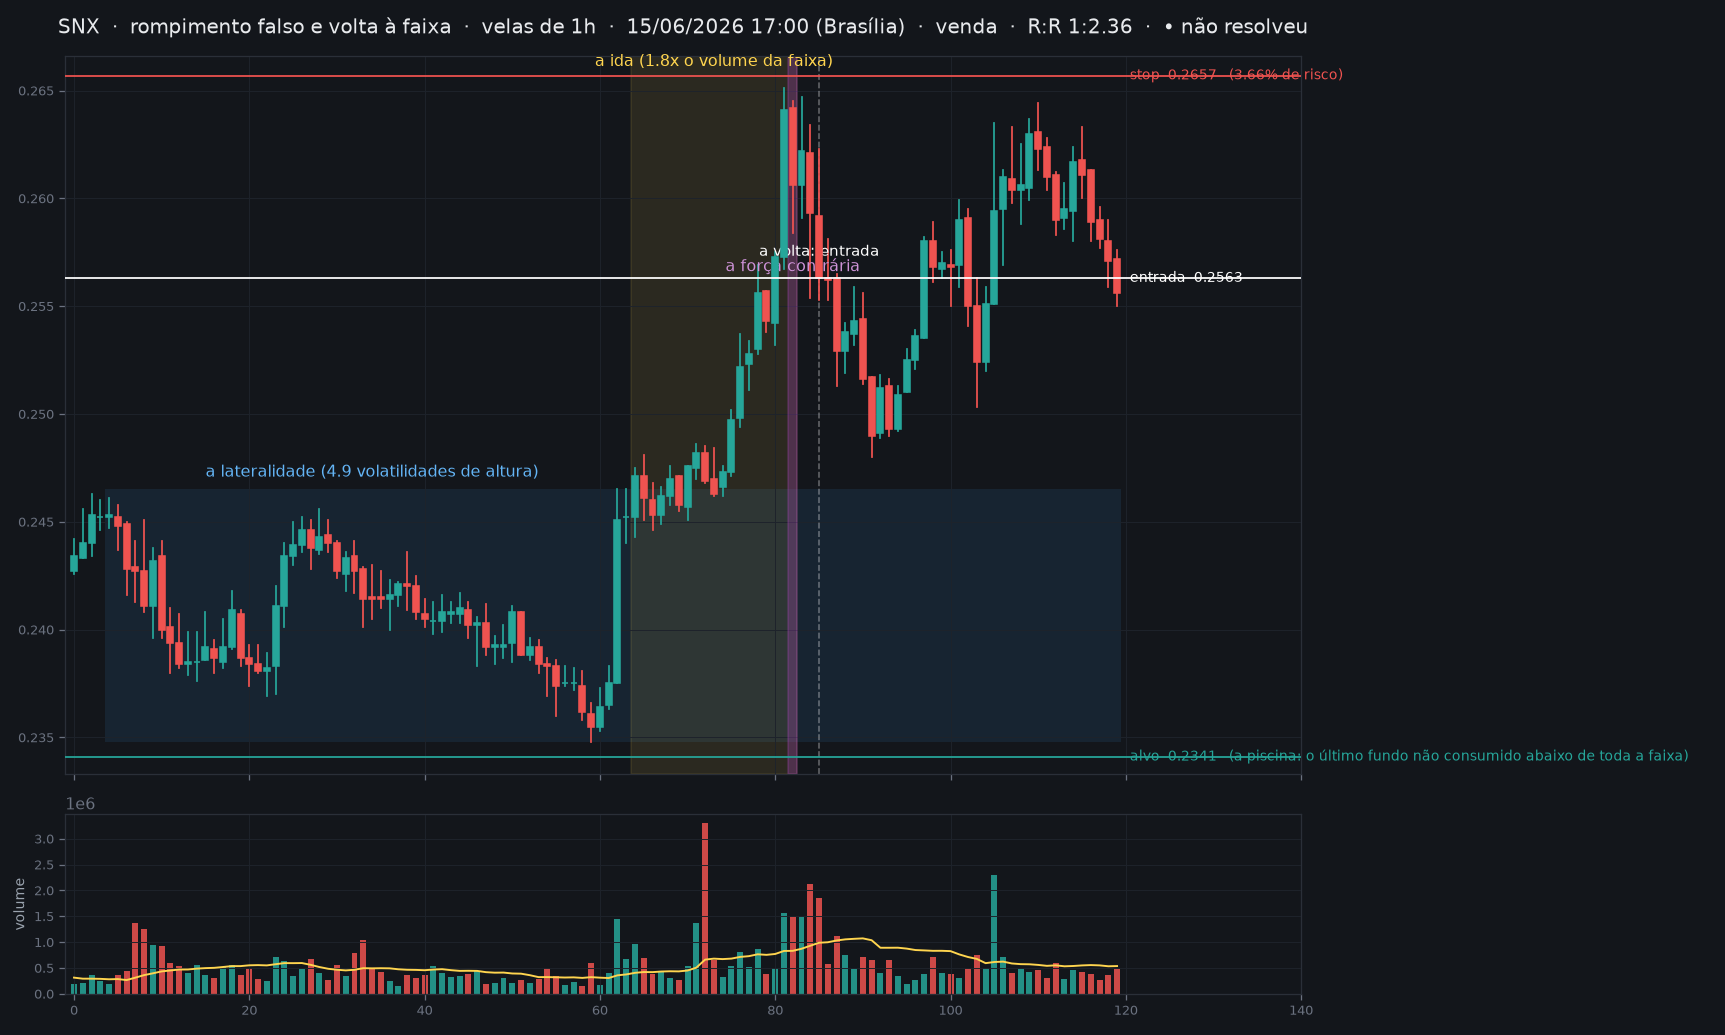 SNX · rompimento falso e volta à faixa · velas de 1h · 15/06/2026 17:00 (Brasília) · venda · R:R 1:2.36 · • não resolveu
a ida (1.8x o volume da faixa)
stop 0.2657 (3.66% de risco)
0.265
0.260
a volta: entrada
a força contrária
entrada 0.2563
0.255
0.250
a lateralidade (4.9 volatilidades de altura)
0.245
0.240
0.235
alvo 0.2341 (a piscina: o último fundo não consumido abaixo de toda a faixa)
1e6
3.0
2.5
2.0
1.5
1.0
0.5
0.0
volume
0 20 40 60 80 100 120 140